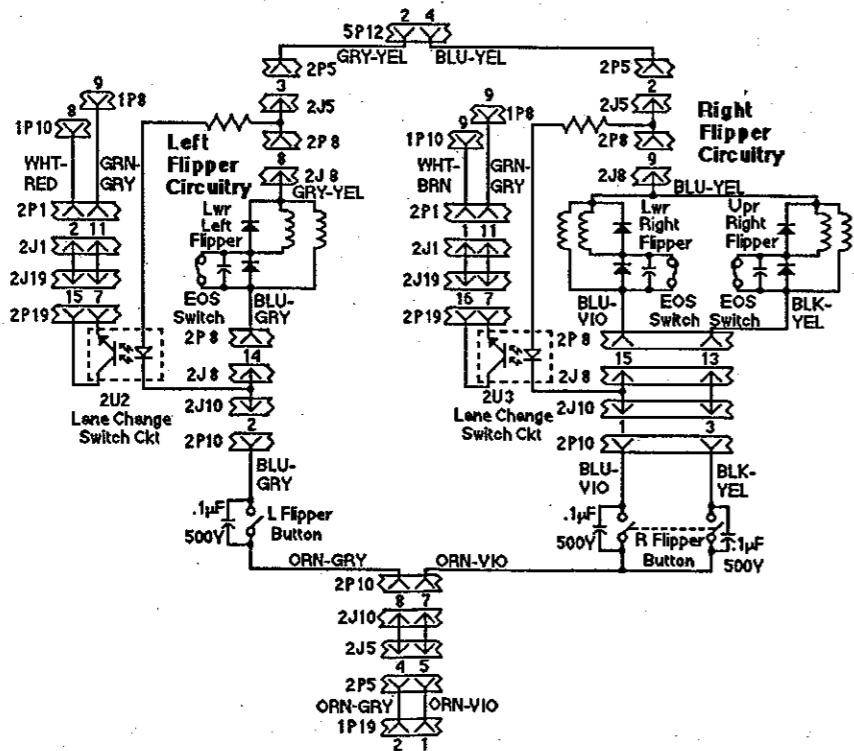 2 4
5P12
GRY-YEL BLU-YEL
2P5 2P5
3 2
2J5 2J5
9 9
1P8 1P8
8 9
1P10 1P10
Left
Flipper
Circuitry
Right
Flipper
Circuitry
2P8 2P8
8 9
2J8 2J8
GRY-YEL BLU-YEL
WHT-
RED
GRN-
GRY
WHT-
BRN
GRN-
GRY
2P1 2P1
2 11 1 11
2J1 2J1
2J19 2J19
15 7 16 7
2P19 2P19
Lwr
Left
Flipper
Lwr
Right
Flipper
Upr
Right
Flipper
EOS
Switch
BLU-
GRY
BLU-
VIO
EOS
Switch
EOS
Switch
BLK-
YEL
2P8 2P8
14 15 13
2J8 2J8
2U2
Lane Change
Switch Ckt
2U3
Lane Change
Switch Ckt
2J10 2J10
2 1 3
2P10 2P10
BLU-
GRY
BLU-
VIO
BLK-
YEL
.1µF
500V
L Flipper
Button
.1µF
500V
R Flipper
Button
.1µF
500V
ORN-GRY ORN-VIO
2P10
8 7
2J10
2J5
4 5
2P5
ORN-GRY ORN-VIO
1P19
2 1